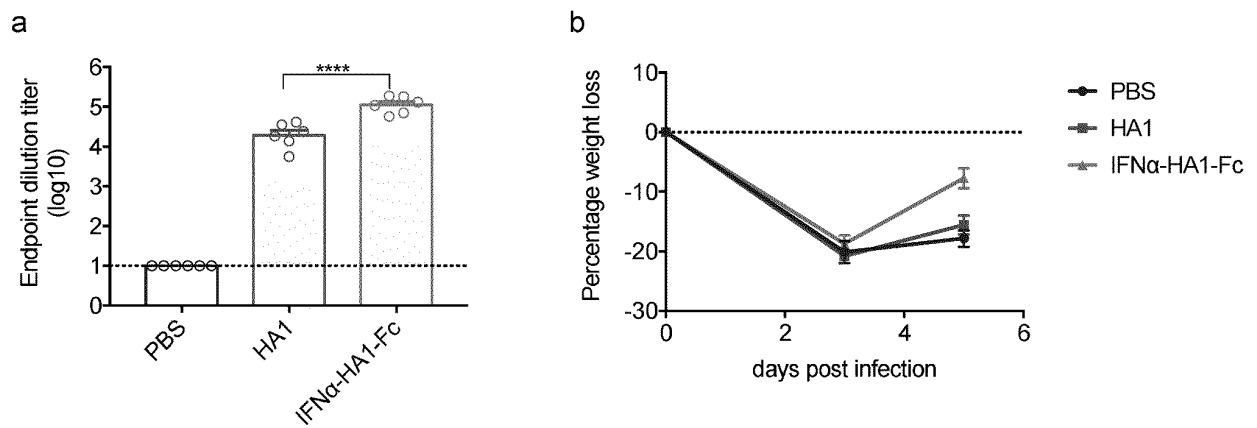 a
Endpoint dilution titer
(log10)
6
5
4
3
2
1
0
****
PBS
HA1
IFNα-HA1-Fc
b
Percentage weight loss
10
0
-10
-20
-30
0
2
4
6
days post infection
PBS
HA1
IFNα-HA1-Fc